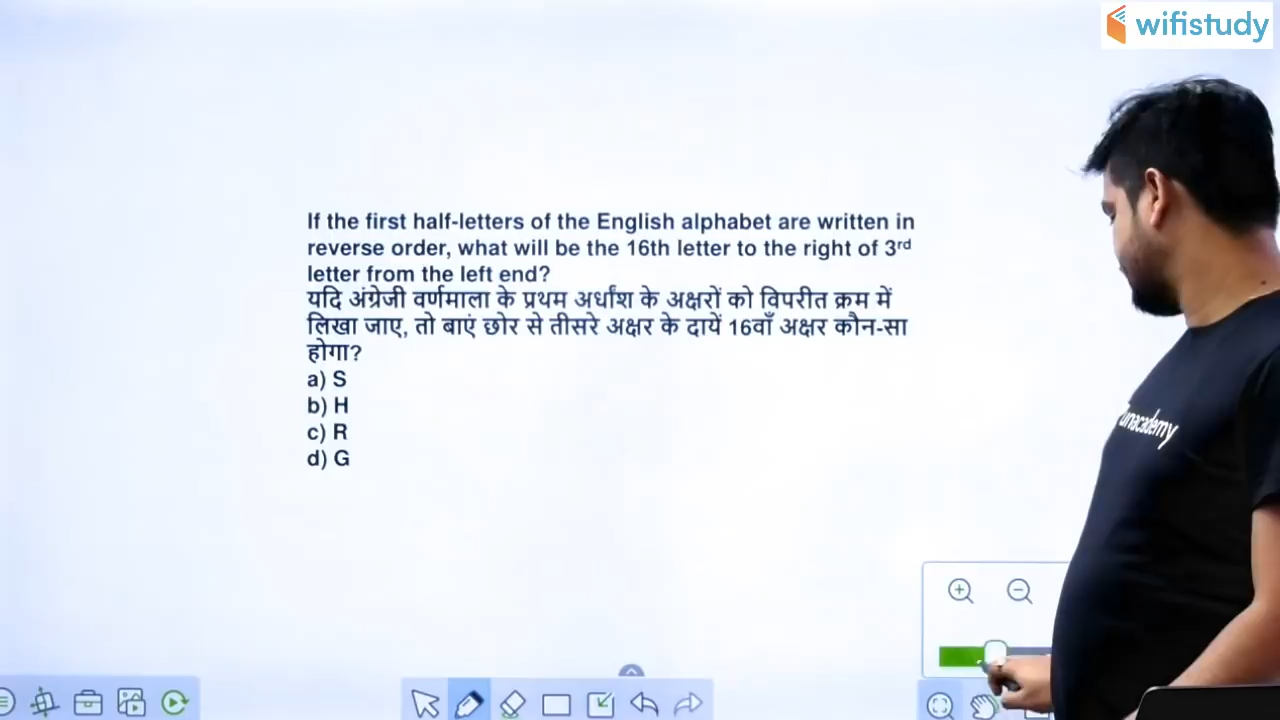 wifistudy
If the first half-letters of the English alphabet are written in
reverse order, what will be the 16th letter to the right of 3rd
letter from the left end?
यदि अंग्रेजी वर्णमाला के प्रथम अर्धांश के अक्षरों को विपरीत क्रम में
लिखा जाए, तो बाएं छोर से तीसरे अक्षर के दायें 16वाँ अक्षर कौन-सा
होगा?
a) S
b) H
c) R
d) G
unacademy